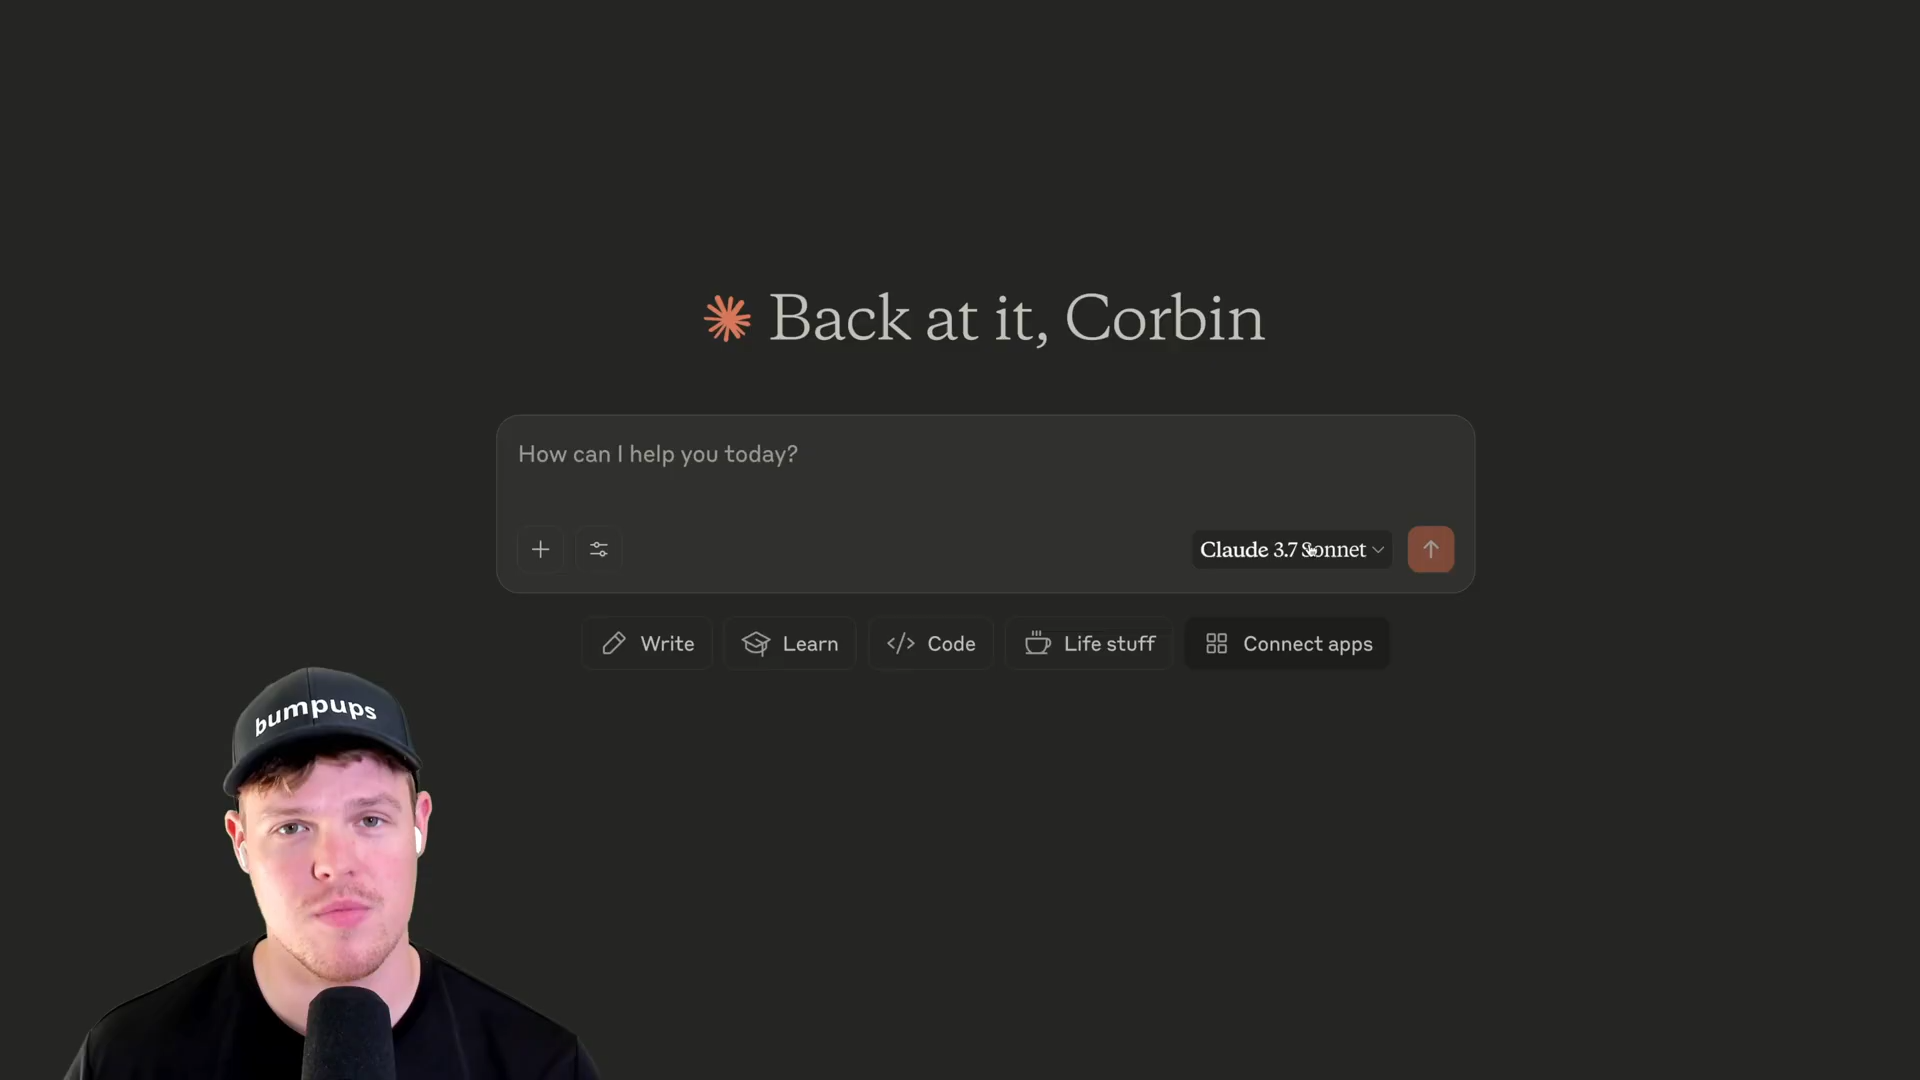 Back at it, Corbin
How can I help you today?
Claude 3.7 Sonnet
Write
Learn
Code
Life stuff
Connect apps
bumpups